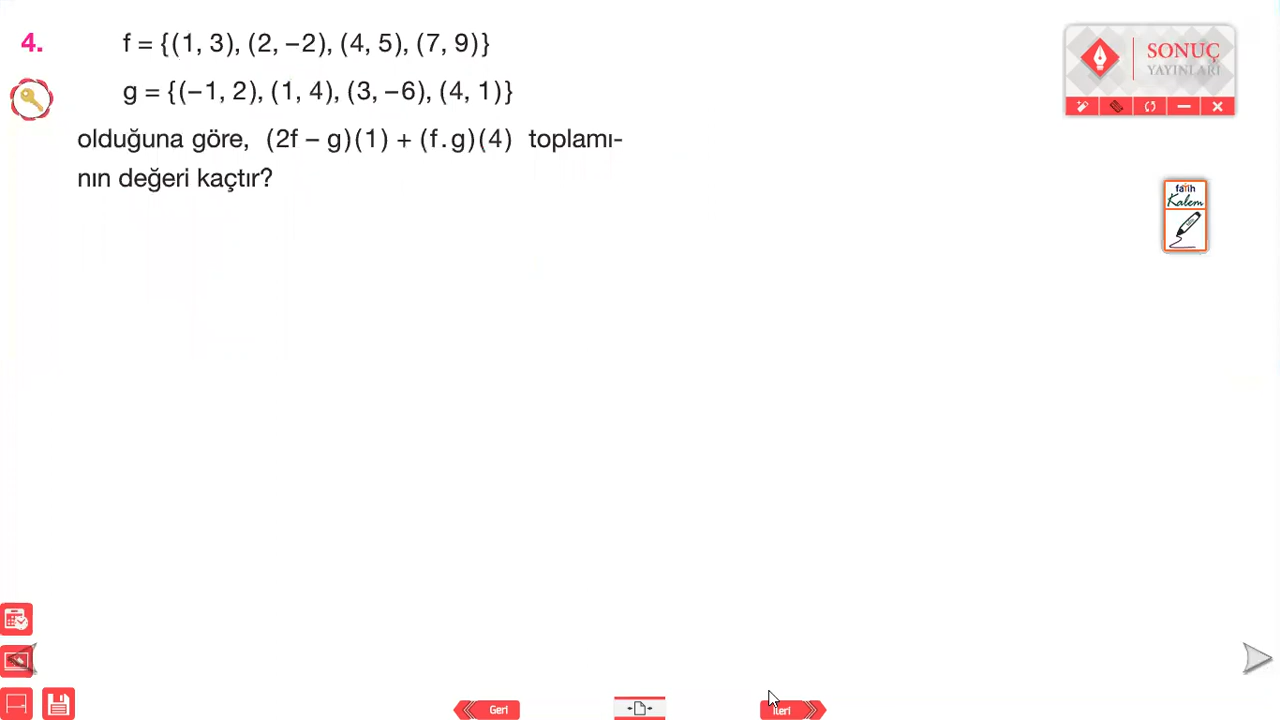 4. f = {(1, 3), (2, −2), (4, 5), (7, 9)}
g = {(−1, 2), (1, 4), (3, −6), (4, 1)}
olduğuna göre, (2f − g)(1) + (f.g)(4) toplamı-
nın değeri kaçtır?
SONUÇ
YAYINLARI
fatih
Kalem
Geri
İleri